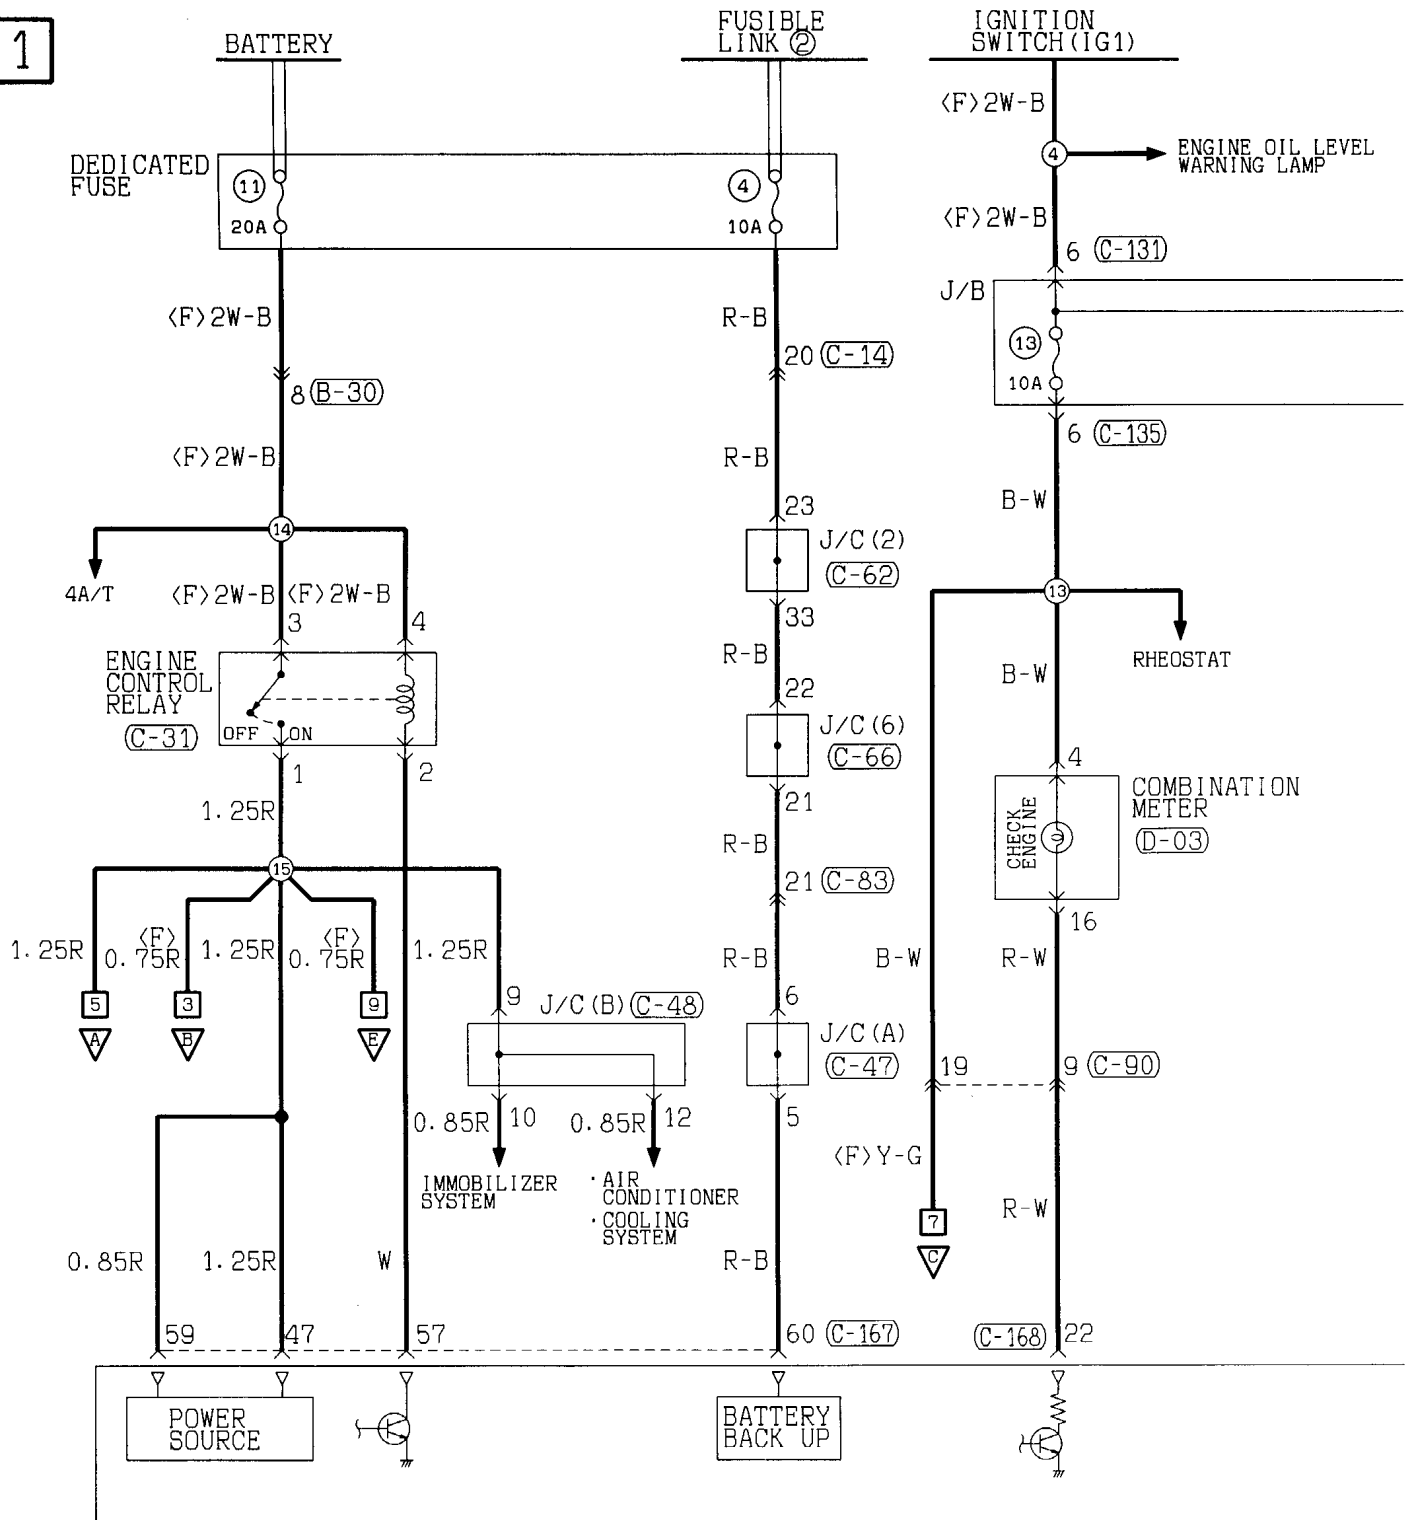 1
BATTERY
FUSIBLE
LINK ②
IGNITION
SWITCH(IG1)
<F>2W-B
4
ENGINE OIL LEVEL
WARNING LAMP
DEDICATED
FUSE
11
20A
4
10A
<F>2W-B
6 C-131
J/B
<F>2W-B
R-B
13
10A
20 C-14
8 B-30
6 C-135
<F>2W-B
R-B
B-W
23
14
J/C(2)
C-62
4A/T
<F>2W-B
<F>2W-B
13
33
3
4
R-B
RHEOSTAT
B-W
ENGINE
CONTROL
RELAY
C-31
OFF
ON
22
J/C(6)
C-66
1
2
4
1.25R
21
COMBINATION
METER
D-03
CHECK
ENGINE
R-B
15
21 C-83
16
1.25R
<F>
0.75R
1.25R
<F>
0.75R
1.25R
R-B
B-W
R-W
5
3
9
9
J/C(B) C-48
6
A
B
E
J/C(A)
C-47
19
9 C-90
0.85R
10
0.85R
12
5
<F>Y-G
IMMOBILIZER
SYSTEM
·AIR
CONDITIONER
·COOLING
SYSTEM
7
R-W
0.85R
1.25R
W
R-B
C
59
47
57
60 C-167
C-168 22
POWER
SOURCE
BATTERY
BACK UP